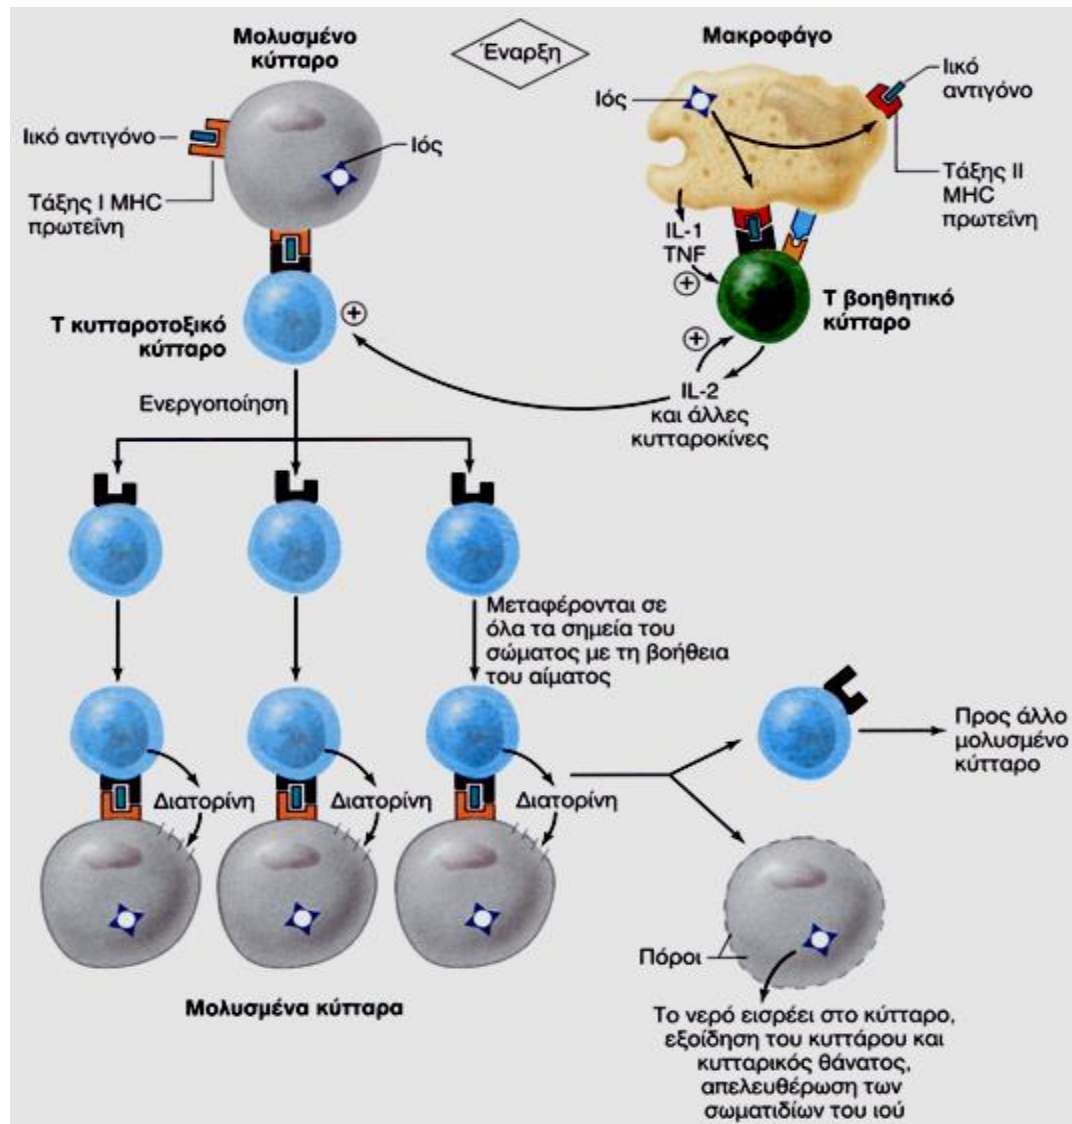 Μολυσμένο
κύτταρο
Έναρξη
Μακροφάγο
Ιικό αντιγόνο
Ιός
Τάξης Ι MHC
πρωτεΐνη
Ιός
Ιικό
αντιγόνο
Τάξης ΙΙ
MHC
πρωτεΐνη
IL-1
TNF
Τ κυτταροτοξικό
κύτταρο
Τ βοηθητικό
κύτταρο
IL-2
και άλλες
κυτταροκίνες
Ενεργοποίηση
Μεταφέρονται σε
όλα τα σημεία του
σώματος με τη βοήθεια
του αίματος
Διατορίνη
Διατορίνη
Διατορίνη
Προς άλλο
μολυσμένο
κύτταρο
Πόροι
Μολυσμένα κύτταρα
Το νερό εισρέει στο κύτταρο,
εξοίδηση του κυττάρου και
κυτταρικός θάνατος,
απελευθέρωση των
σωματιδίων του ιού